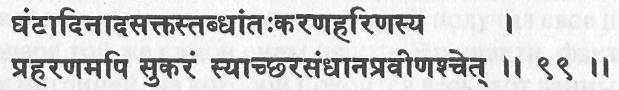 घंटादिनादसक्तस्तब्धांतःकरणहरिणस्य ।
प्रहरणमपि सुकरं स्याच्छरसंधानप्रवीणश्चेत् ।। ९९ ।।